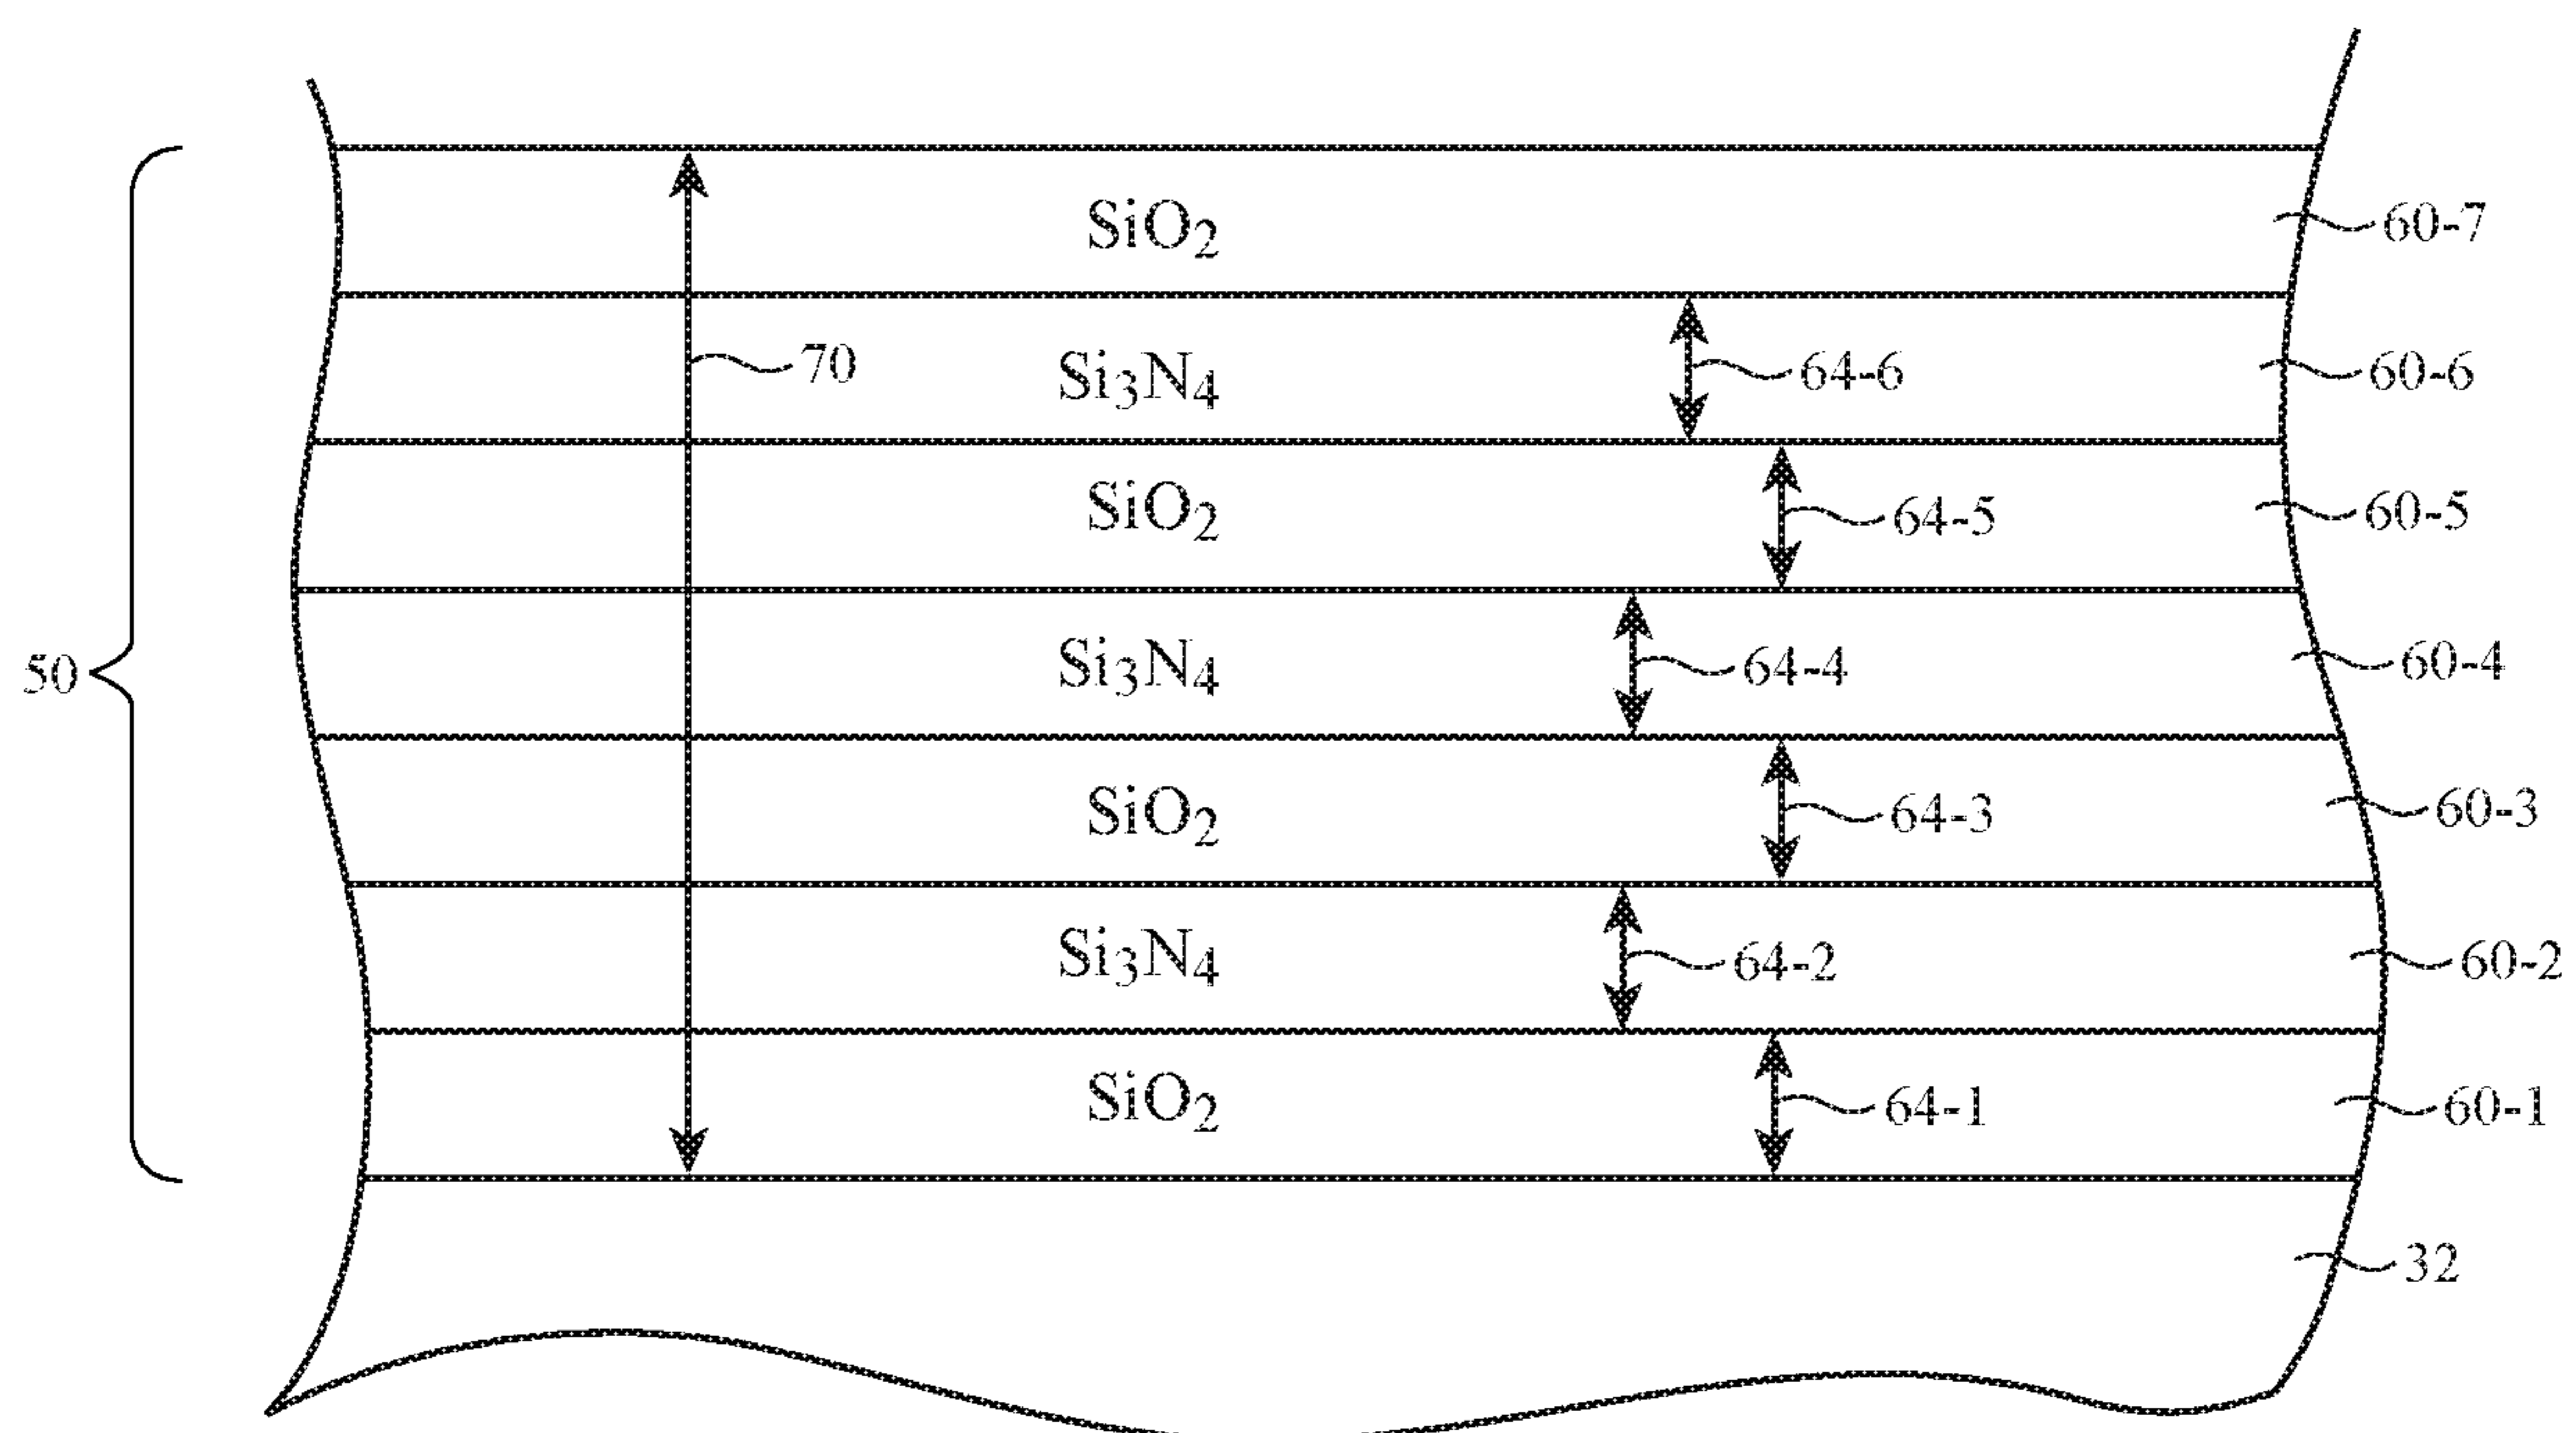 SiO2 60-7
70 Si3N4 64-6 60-6
SiO2 64-5 60-5
50 Si3N4 64-4 60-4
SiO2 64-3 60-3
Si3N4 64-2 60-2
SiO2 64-1 60-1
32